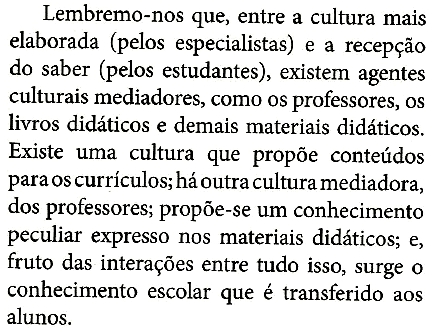 Lembremo-nos que, entre a cultura mais
elaborada (pelos especialistas) e a recepção
do saber (pelos estudantes), existem agentes
culturais mediadores, como os professores, os
livros didáticos e demais materiais didáticos.
Existe uma cultura que propõe conteúdos
para os currículos; há outra cultura mediadora,
dos professores; propõe-se um conhecimento
peculiar expresso nos materiais didáticos; e,
fruto das interações entre tudo isso, surge o
conhecimento escolar que é transferido aos
alunos.